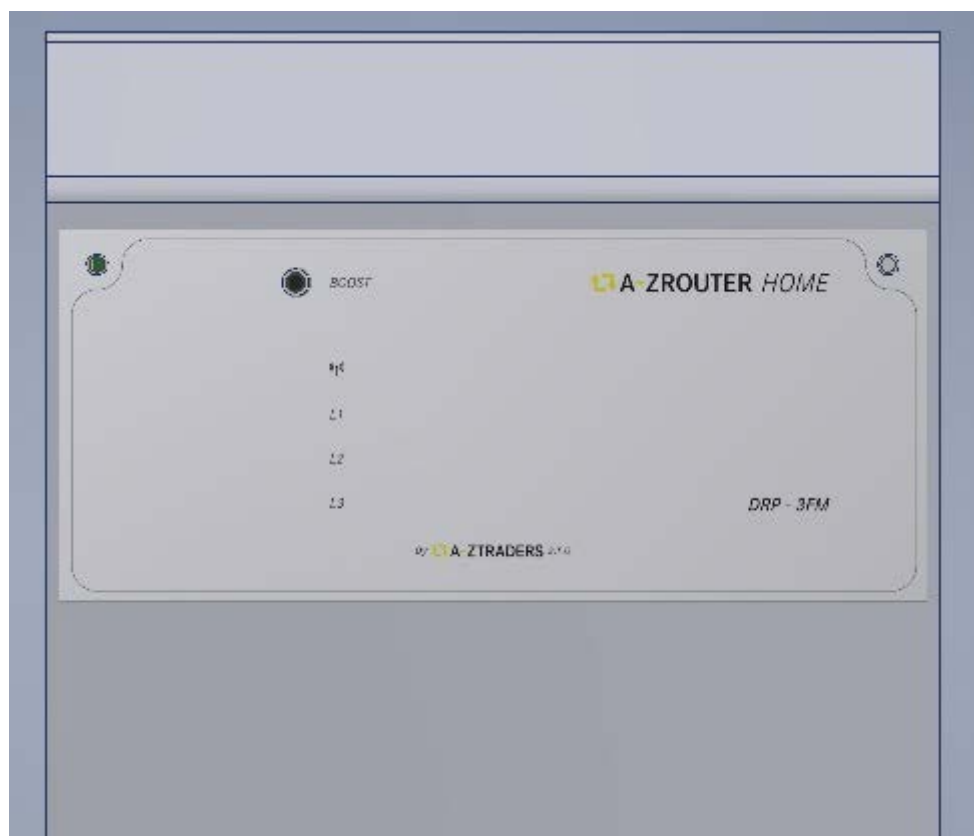 BOOST
A-ZROUTER HOME
L1
L2
L3
DRP - 3FM
by A-ZTRADERS s.r.o.